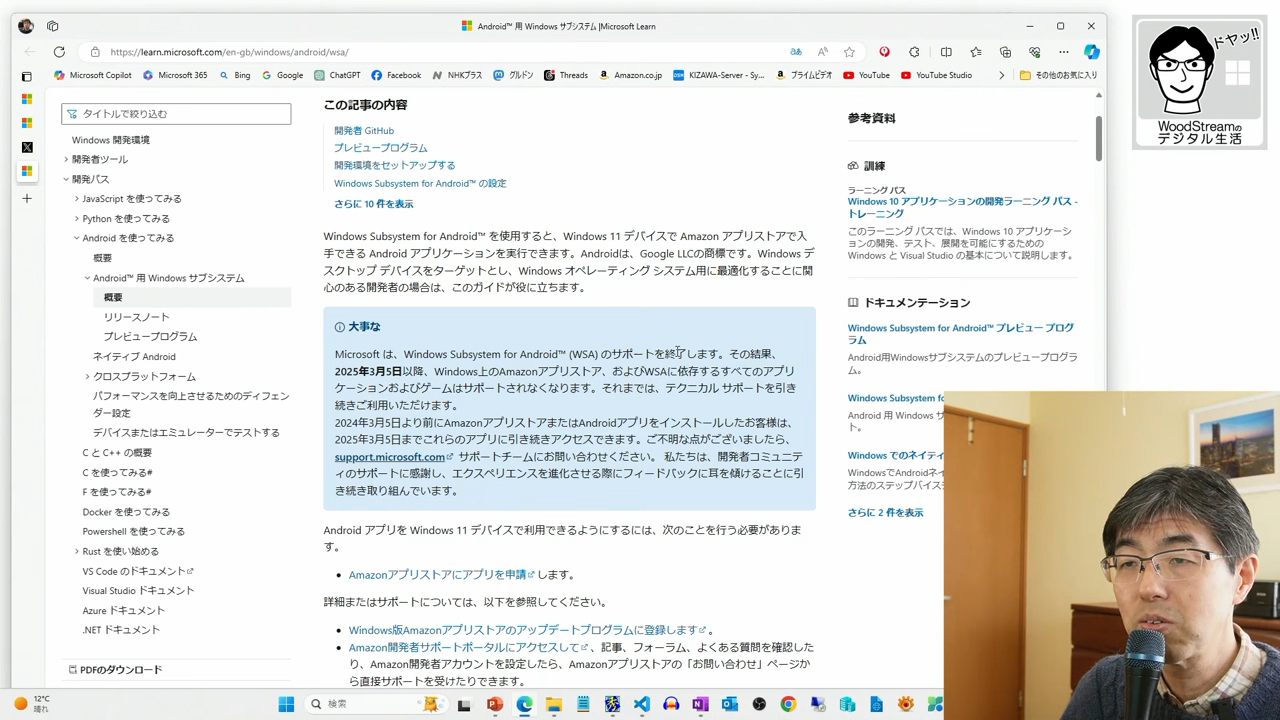 Android™ 用 Windows サブシステム |Microsoft Learn
https://learn.microsoft.com/en-gb/windows/android/wsa/
Microsoft Copilot
Microsoft 365
Bing
Google
ChatGPT
Facebook
NHKプラス
グルドン
Threads
Amazon.co.jp
KIZAWA-Server - Sy...
プライムビデオ
YouTube
YouTube Studio
その他のお気に入り
タイトルで絞り込む
Windows 開発環境
開発者ツール
開発パス
JavaScript を使ってみる
Python を使ってみる
Android を使ってみる
概要
Android™ 用 Windows サブシステム
概要
リリースノート
プレビュープログラム
ネイティブ Android
クロスプラットフォーム
パフォーマンスを向上させるためのディフェン
ダー設定
デバイスまたはエミュレーターでテストする
C と C++ の概要
C を使ってみる#
F を使ってみる#
Docker を使ってみる
Powershell を使ってみる
Rust を使い始める
VS Code のドキュメント
Visual Studio ドキュメント
Azure ドキュメント
.NET ドキュメント
PDFのダウンロード
この記事の内容
開発者 GitHub
プレビュープログラム
開発環境をセットアップする
Windows Subsystem for Android™ の設定
さらに 10 件を表示
Windows Subsystem for Android™ を使用すると、Windows 11 デバイスで Amazon アプリストアで入
手できる Android アプリケーションを実行できます。Androidは、Google LLCの商標です。Windows デ
スクトップ デバイスをターゲットとし、Windows オペレーティング システム用に最適化することに関
心のある開発者の場合は、このガイドが役に立ちます。
大事な
Microsoft は、Windows Subsystem for Android™ (WSA) のサポートを終了します。その結果、
2025年3月5日以降、Windows上のAmazonアプリストア、およびWSAに依存するすべてのアプリ
ケーションおよびゲームはサポートされなくなります。それまでは、テクニカル サポートを引き
続きご利用いただけます。
2024年3月5日より前にAmazonアプリストアまたはAndroidアプリをインストールしたお客様は、
2025年3月5日までこれらのアプリに引き続きアクセスできます。ご不明な点がございましたら、
support.microsoft.com サポートチームにお問い合わせください。 私たちは、開発者コミュニテ
ィのサポートに感謝し、エクスペリエンスを進化させる際にフィードバックに耳を傾けることに引
き続き取り組んでいます。
Android アプリを Windows 11 デバイスで利用できるようにするには、次のことを行う必要がありま
す。
• Amazonアプリストアにアプリを申請 します。
詳細またはサポートについては、以下を参照してください。
• Windows版Amazonアプリストアのアップデートプログラムに登録します 。
• Amazon開発者サポートポータルにアクセスして 、記事、フォーラム、よくある質問を確認した
り、Amazon開発者アカウントを設定したら、Amazonアプリストアの「お問い合わせ」ページか
ら直接サポートを受けたりできます。
参考資料
訓練
ラーニング パス
Windows 10 アプリケーションの開発ラーニング パス -
トレーニング
このラーニング パスでは、Windows 10 アプリケーシ
ョンの開発、テスト、展開を可能にするための
Windows と Visual Studio の基本について説明します。
ドキュメンテーション
Windows Subsystem for Android™ プレビュー プログ
ラム
Android用Windowsサブシステムのプレビュープログラ
ム。
Windows Subsystem fo
Android 用 Windows サ
ト。
Windows でのネイティ
WindowsでAndroidネイ
方法のステップバイステ
さらに 2 件を表示
ドヤッ!!
WoodStreamの
デジタル生活
12°C
晴れ
検索